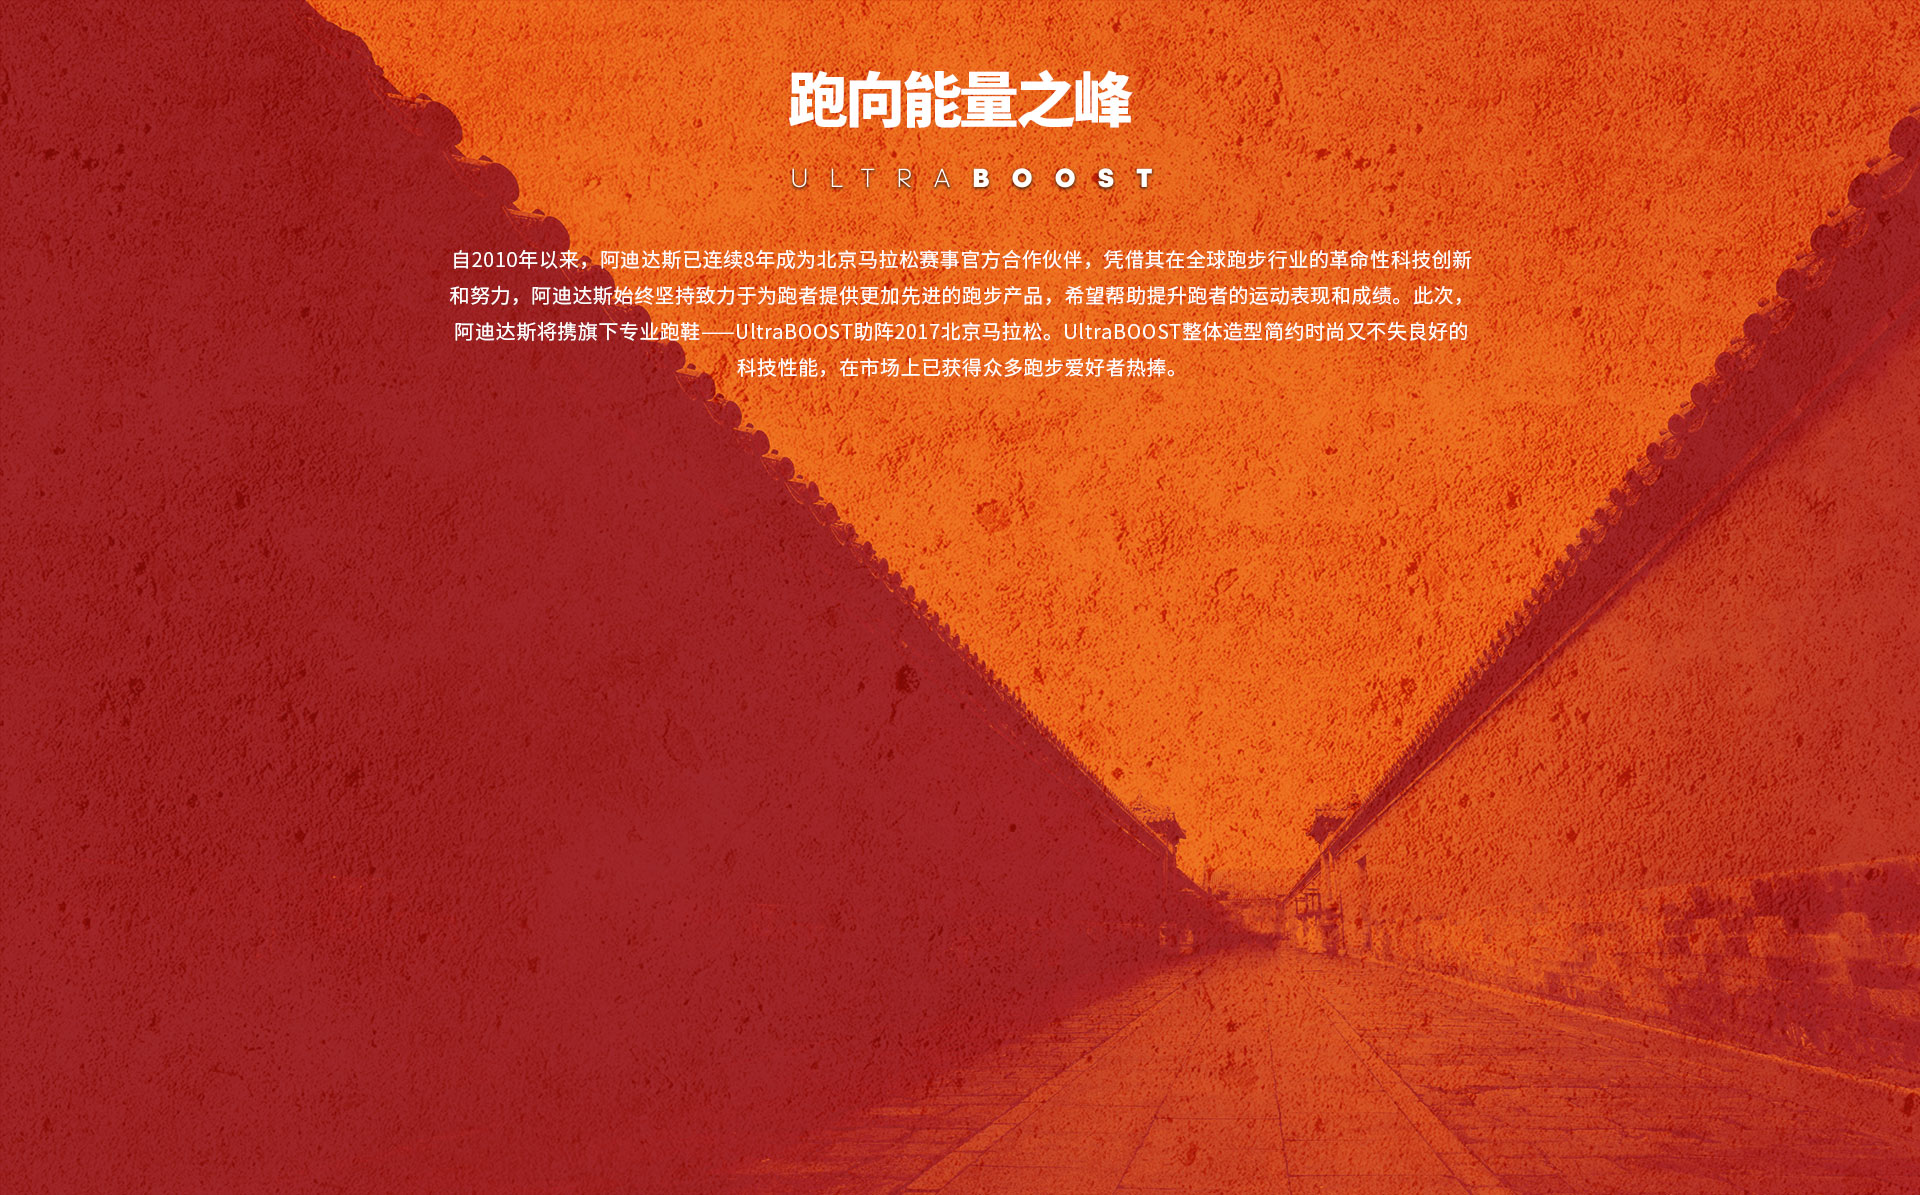 跑向能量之峰
ULTRABOOST
自2010年以来，阿迪达斯已连续8年成为北京马拉松赛事官方合作伙伴，凭借其在全球跑步行业的革命性科技创新
和努力，阿迪达斯始终坚持致力于为跑者提供更加先进的跑步产品，希望帮助提升跑者的运动表现和成绩。此次，
阿迪达斯将携旗下专业跑鞋——UltraBOOST助阵2017北京马拉松。UltraBOOST整体造型简约时尚又不失良好的
科技性能，在市场上已获得众多跑步爱好者热捧。